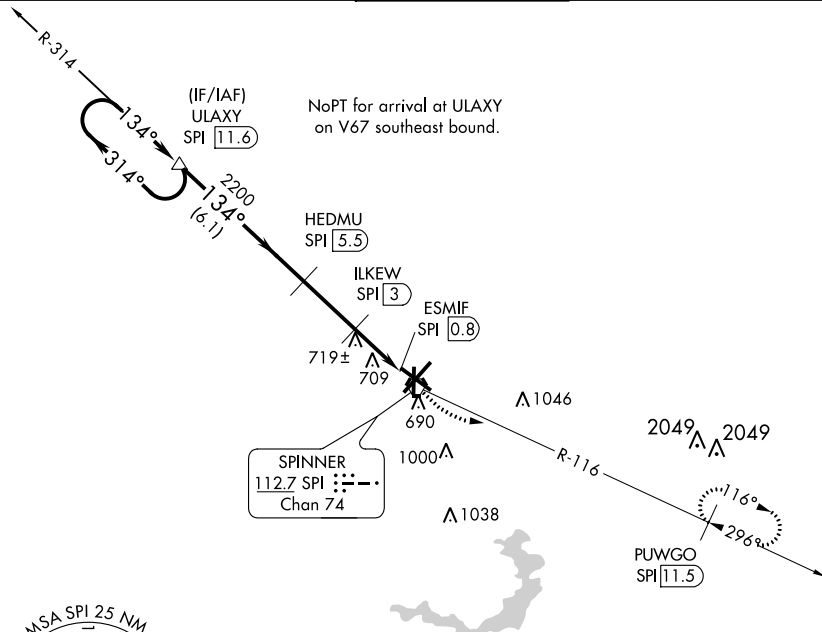 R-314
(IF/IAF)
ULAXY
SPI 11.6
NoPT for arrival at ULAXY
on V67 southeast bound.
134°
314°
2200
134°
(6.1)
HEDMU
SPI 5.5
ILKEW
SPI 3
ESMIF
SPI 0.8
719±
709
690
1046
2049 2049
1000
R-116
SPINNER
112.7 SPI
Chan 74
1038
116°
296°
PUWGO
SPI 11.5
MSA SPI 25 NM
1